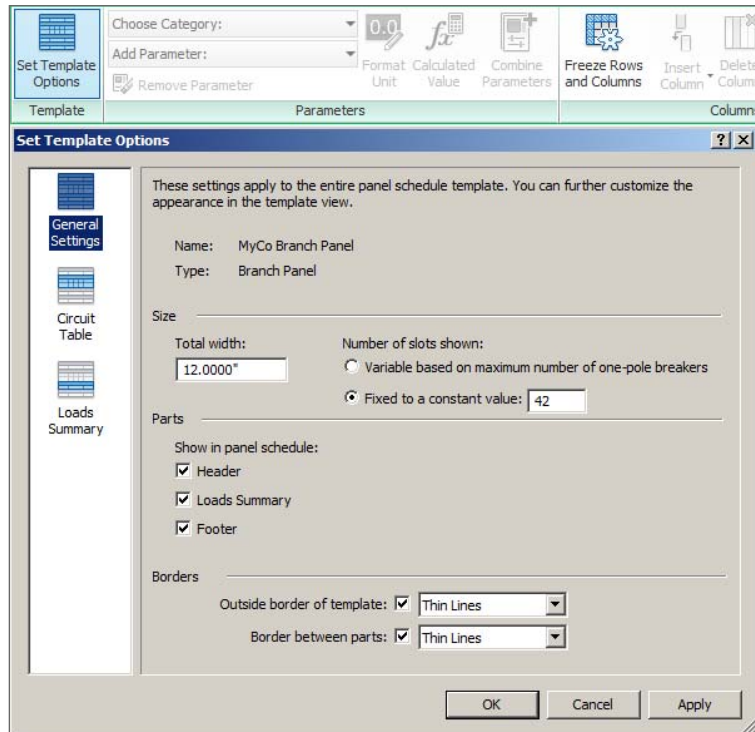 Set Template
Options
Choose Category:
Add Parameter:
Remove Parameter
0.0
Format
Unit
fx
Calculated
Value
Combine
Parameters
Freeze Rows
and Columns
Insert
Column
Template
Parameters
Set Template Options
General
Settings
Circuit
Table
Loads
Summary
These settings apply to the entire panel schedule template. You can further customize the
appearance in the template view.
Name: MyCo Branch Panel
Type: Branch Panel
Size
Total width:
12.0000"
Number of slots shown:
Variable based on maximum number of one-pole breakers
Fixed to a constant value: 42
Parts
Show in panel schedule:
Header
Loads Summary
Footer
Borders
Outside border of template: Thin Lines
Border between parts: Thin Lines
OK Cancel Apply